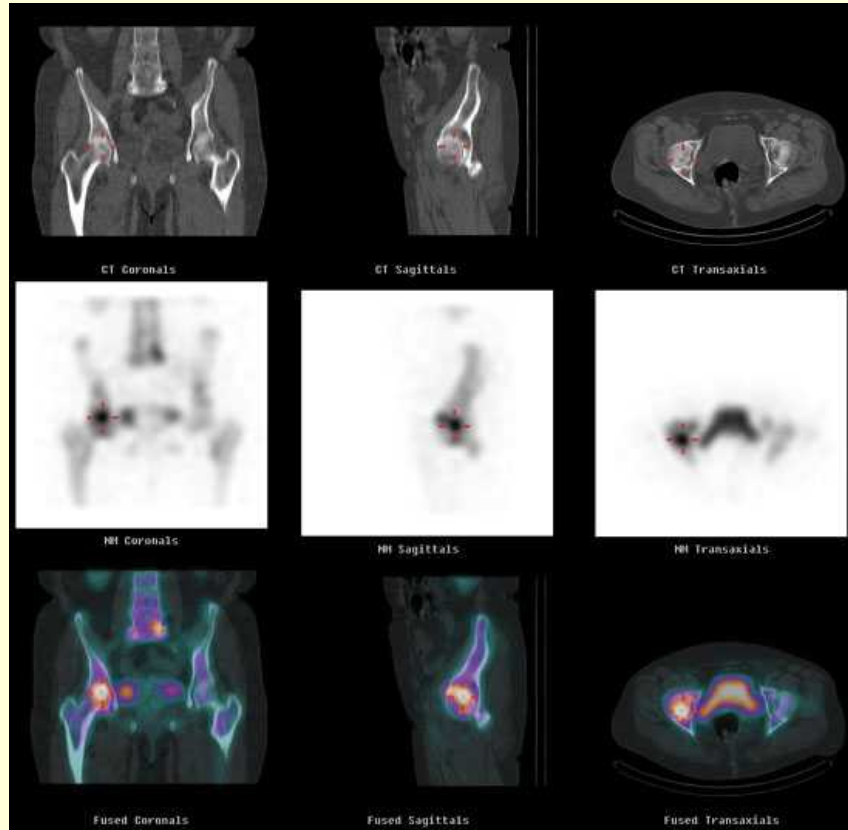 CT Coronals
CT Sagittals
CT Transaxials
NM Coronals
NM Sagittals
NM Transaxials
Fused Coronals
Fused Sagittals
Fused Transaxials